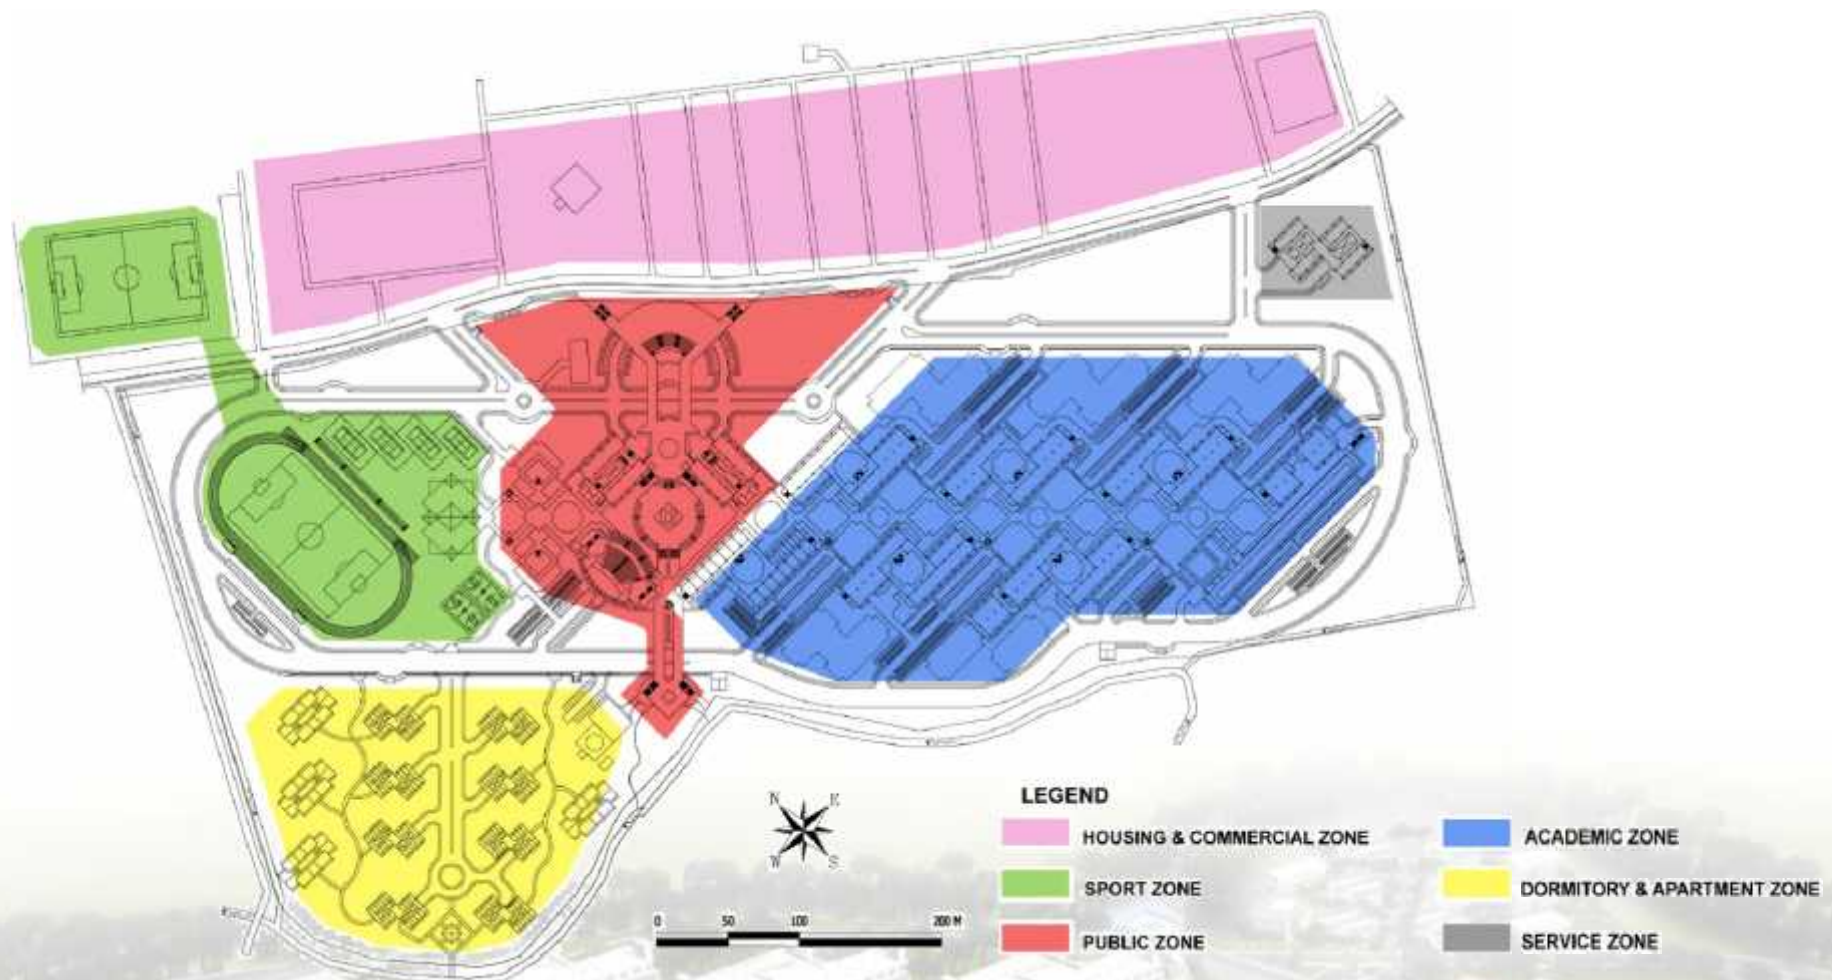 N E
W S
0 50 100 200 M
LEGEND
HOUSING & COMMERCIAL ZONE
SPORT ZONE
PUBLIC ZONE
ACADEMIC ZONE
DORMITORY & APARTMENT ZONE
SERVICE ZONE